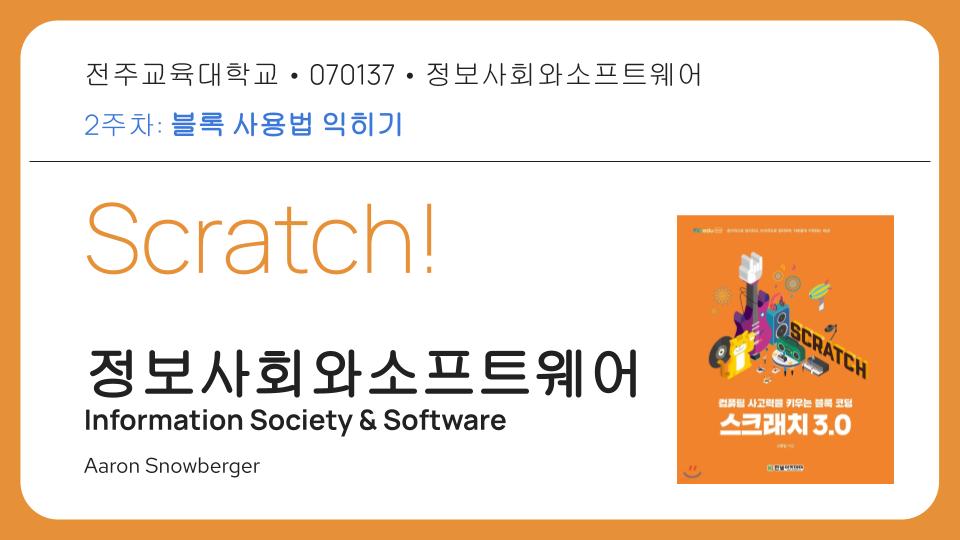 전주교육대학교 • 070137 • 정보사회와소프트웨어
2주차: 블록 사용법 익히기
Scratch!
정보사회와소프트웨어
Information Society & Software
Aaron Snowberger
SCRATCH
컴퓨팅 사고력을 키우는 블록 코딩
스크래치 3.0